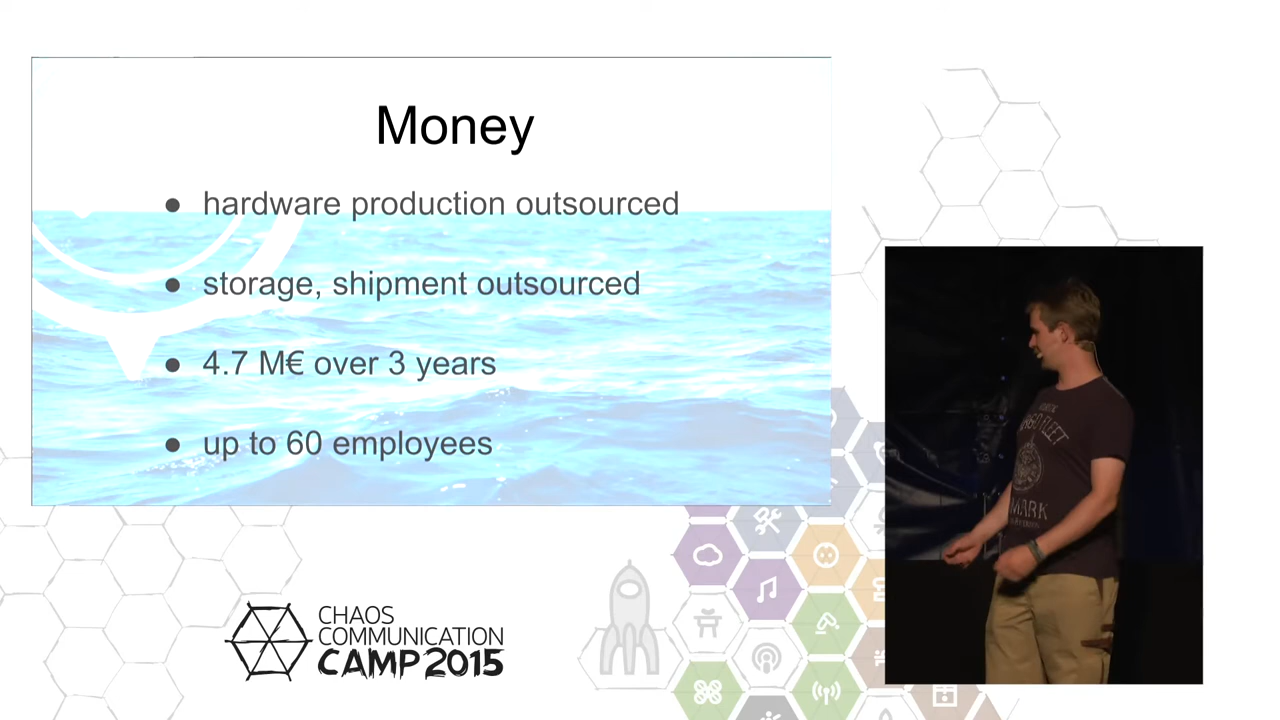 Money
● hardware production outsourced
● storage, shipment outsourced
● 4.7 M€ over 3 years
● up to 60 employees
MARK
CHAOS
COMMUNICATION
CAMP 2015